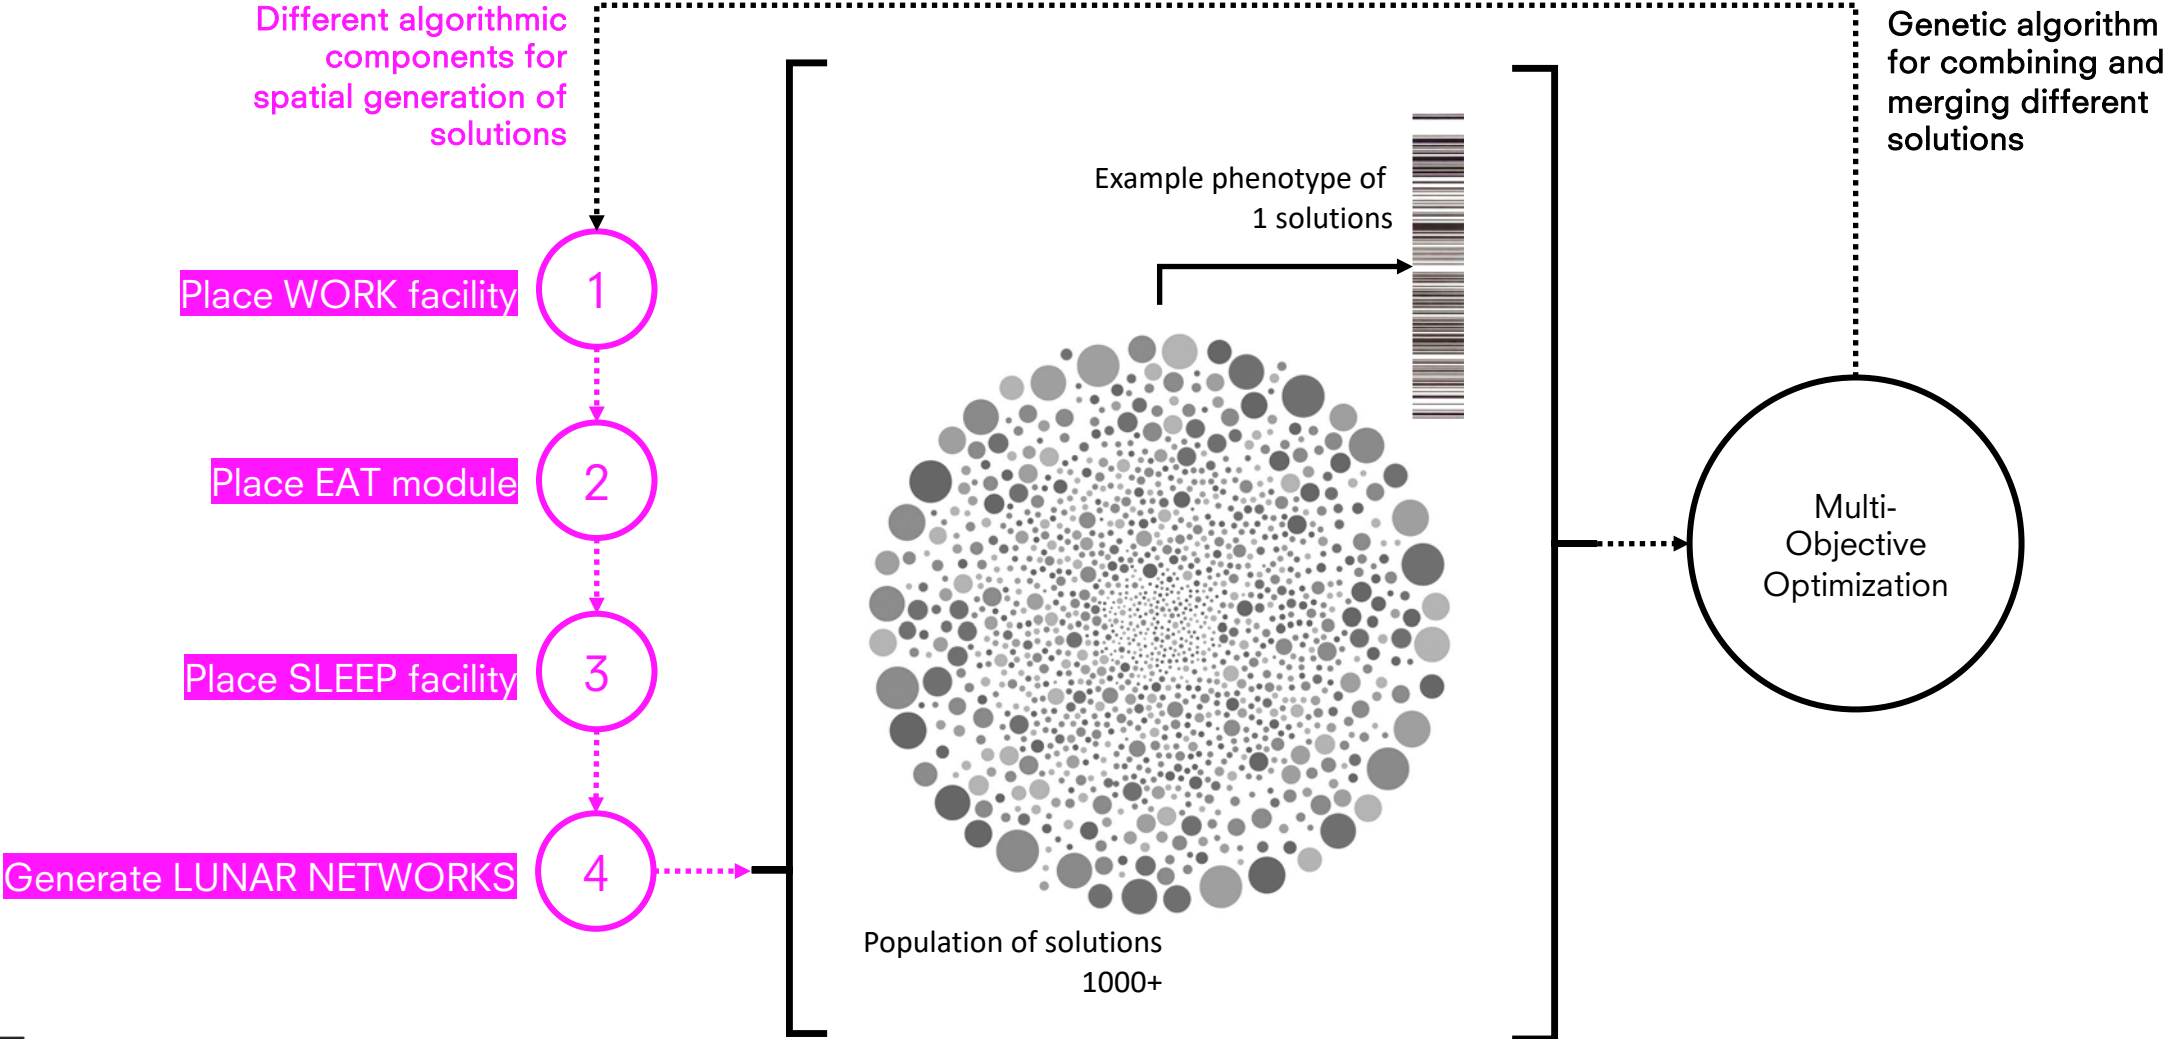 Different algorithmic
components for
spatial generation of
solutions
Genetic algorithm
for combining and
merging different
solutions
Example phenotype of
1 solutions
Place WORK facility
1
Place EAT module
2
Place SLEEP facility
3
Generate LUNAR NETWORKS
4
Multi-
Objective
Optimization
Population of solutions
1000+